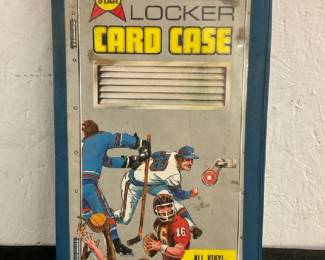 STAR
LOCKER
CARD CASE
16
ALL VINYL